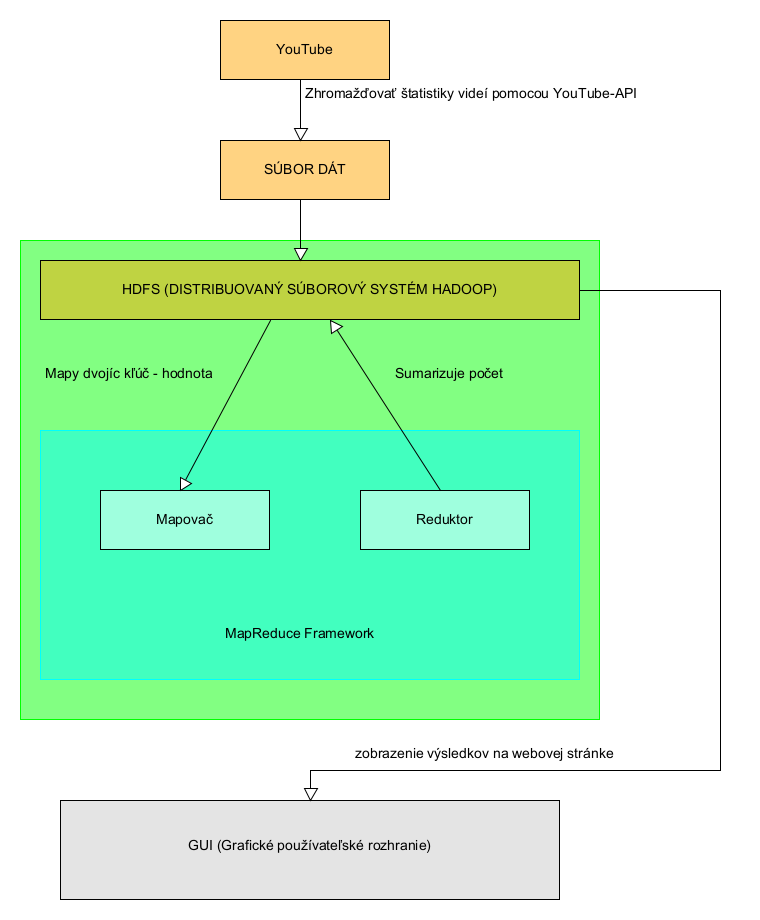 YouTube
Zhromažďovať štatistiky videí pomocou YouTube-API
SÚBOR DÁT
HDFS (DISTRIBUOVANÝ SÚBOROVÝ SYSTÉM HADOOP)
Mapy dvojíc kľúč - hodnota
Sumarizuje počet
Mapovač
Reduktor
MapReduce Framework
zobrazenie výsledkov na webovej stránke
GUI (Grafické používateľské rozhranie)